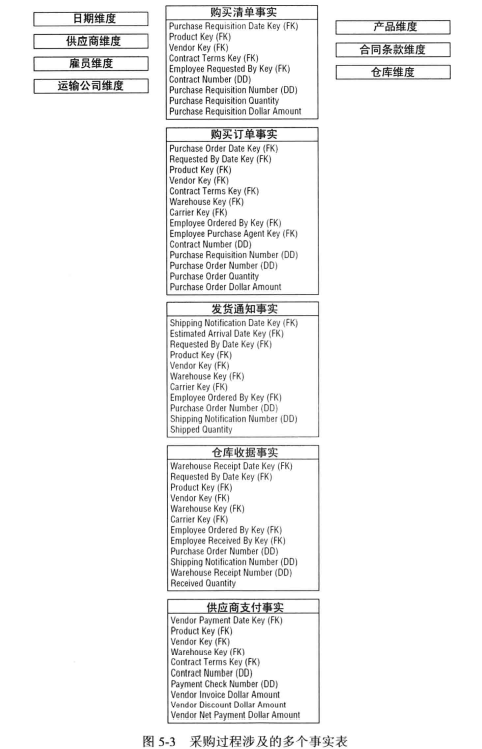 日期维度
供应商维度
雇员维度
运输公司维度
购买清单事实
Purchase Requisition Date Key (FK)
Product Key (FK)
Vendor Key (FK)
Contract Terms Key (FK)
Employee Requested By Key (FK)
Contract Number (DD)
Purchase Requisition Number (DD)
Purchase Requisition Quantity
Purchase Requisition Dollar Amount
产品维度
合同条款维度
仓库维度
购买订单事实
Purchase Order Date Key (FK)
Requested By Date Key (FK)
Product Key (FK)
Vendor Key (FK)
Contract Terms Key (FK)
Warehouse Key (FK)
Carrier Key (FK)
Employee Ordered By Key (FK)
Employee Purchase Agent Key (FK)
Contract Number (DD)
Purchase Requisition Number (DD)
Purchase Order Number (DD)
Purchase Order Quantity
Purchase Order Dollar Amount
发货通知事实
Shipping Notification Date Key (FK)
Estimated Arrival Date Key (FK)
Requested By Date Key (FK)
Product Key (FK)
Vendor Key (FK)
Warehouse Key (FK)
Carrier Key (FK)
Employee Ordered By Key (FK)
Purchase Order Number (DD)
Shipping Notification Number (DD)
Shipped Quantity
仓库收据事实
Warehouse Receipt Date Key (FK)
Requested By Date Key (FK)
Product Key (FK)
Vendor Key (FK)
Warehouse Key (FK)
Carrier Key (FK)
Employee Ordered By Key (FK)
Employee Received By Key (FK)
Purchase Order Number (DD)
Shipping Notification Number (DD)
Warehouse Receipt Number (DD)
Received Quantity
供应商支付事实
Vendor Payment Date Key (FK)
Product Key (FK)
Vendor Key (FK)
Warehouse Key (FK)
Contract Terms Key (FK)
Contract Number (DD)
Payment Check Number (DD)
Vendor Invoice Dollar Amount
Vendor Discount Dollar Amount
Vendor Net Payment Dollar Amount
图 5-3 采购过程涉及的多个事实表